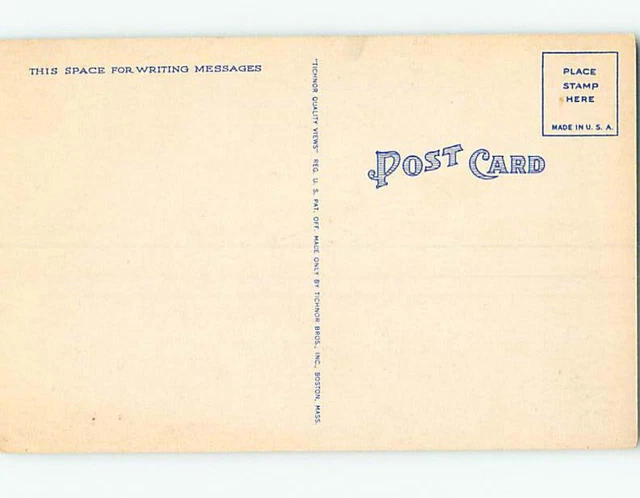 THIS SPACE FOR WRITING MESSAGES
"TICHNOR QUALITY VIEWS" REG. U. S. PAT. OFF. MADE ONLY BY TICHNOR BROS., INC., BOSTON, MASS.
PLACE
STAMP
HERE
MADE IN U. S. A.
POST CARD